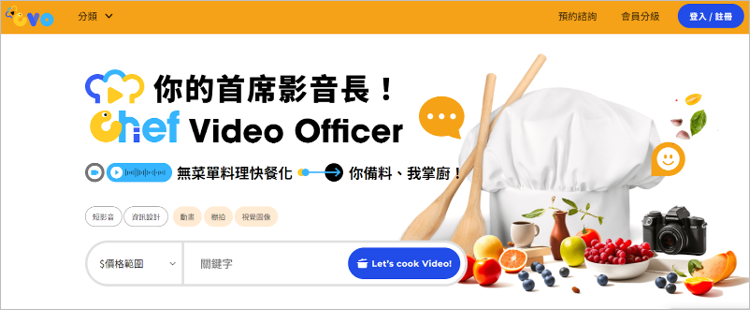 CVO
分類
預約諮詢
會員分級
登入 / 註冊
你的首席影音長！
Chef Video Officer
無菜單料理快餐化
你備料、我掌廚！
短影音
資訊設計
動畫
棚拍
視覺圖像
$價格範圍
關鍵字
Let's cook Video!